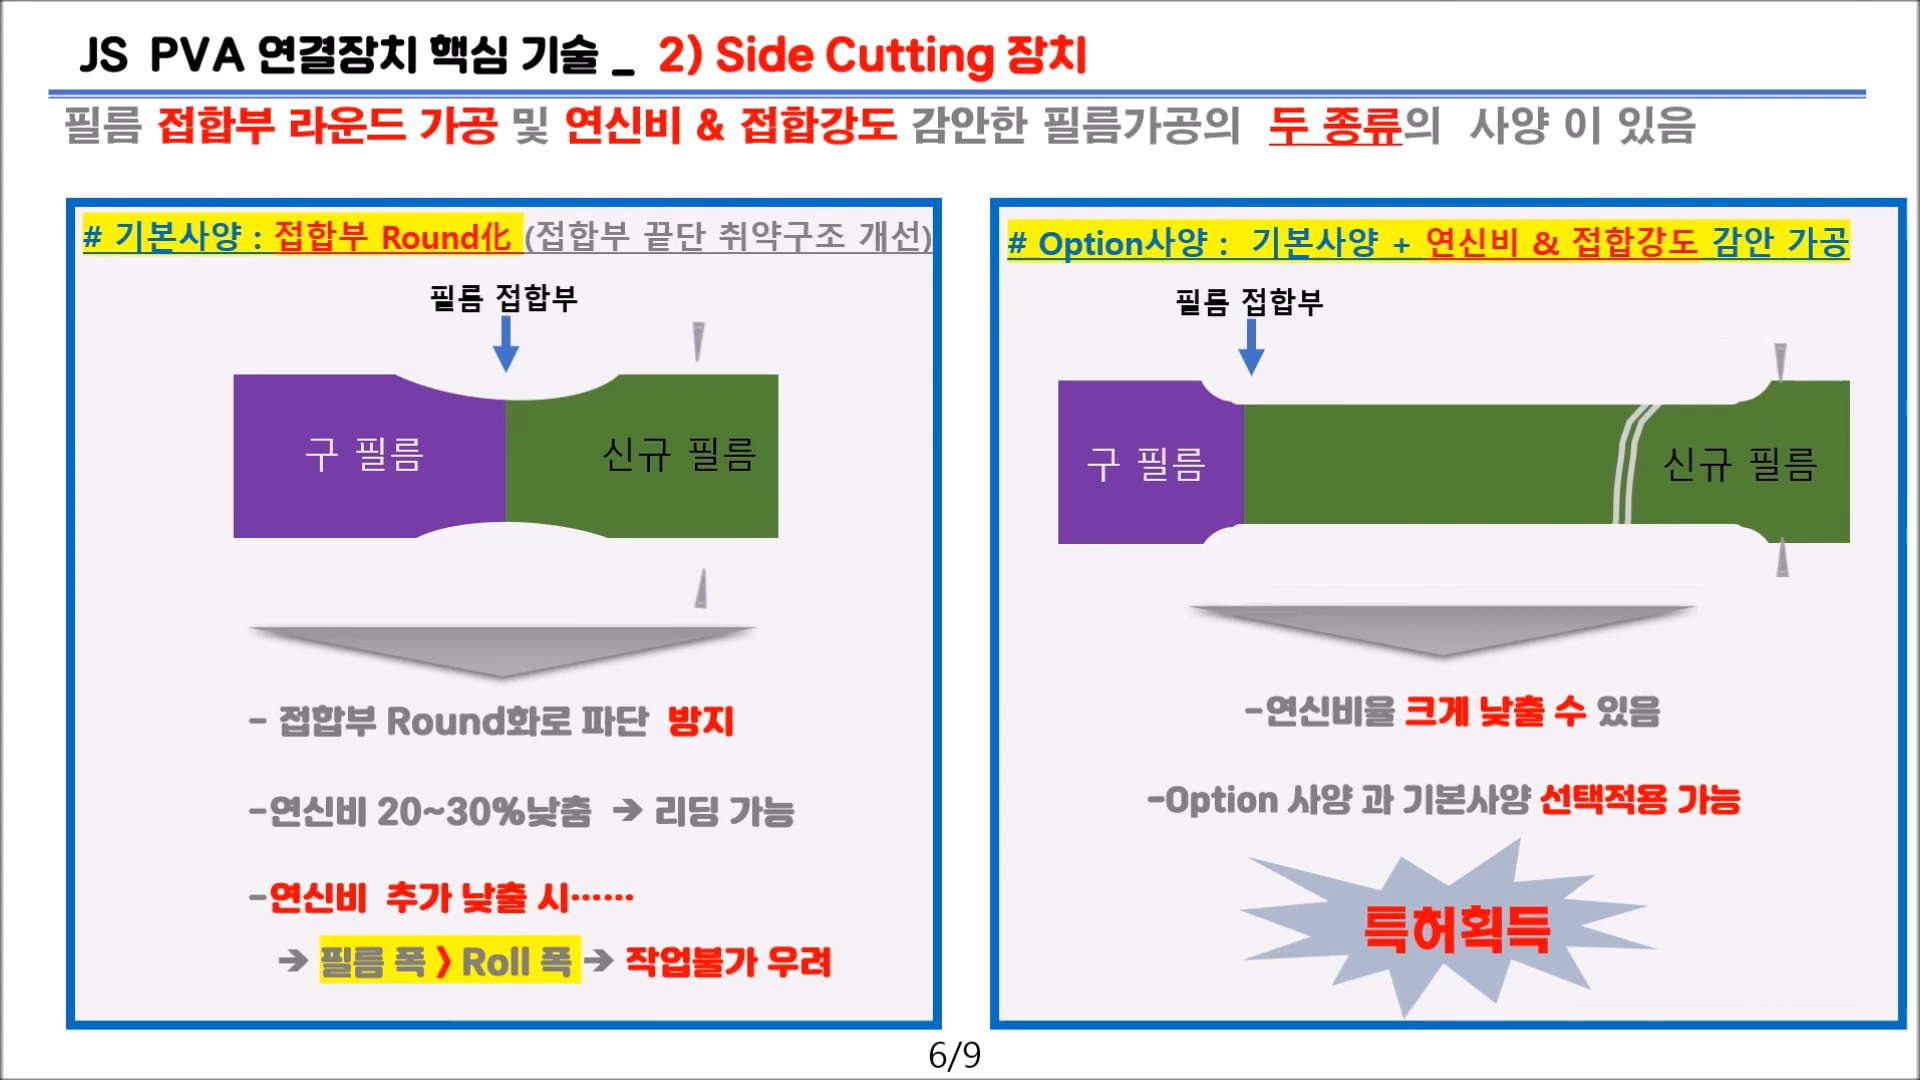 JS PVA 연결장치 핵심 기술 _ 2) Side Cutting 장치
필름 접합부 라운드 가공 및 연신비 & 접합강도 감안한 필름가공의 두 종류의 사양 이 있음
# 기본사양 : 접합부 Round化 (접합부 끝단 취약구조 개선)
필름 접합부
구 필름
신규 필름
- 접합부 Round화로 파단 방지
-연신비 20~30%낮춤 → 리딩 가능
-연신비 추가 낮출 시……
→ 필름 폭 > Roll 폭 → 작업불가 우려
# Option사양 : 기본사양 + 연신비 & 접합강도 감안 가공
필름 접합부
구 필름
신규 필름
-연신비율 크게 낮출 수 있음
-Option 사양 과 기본사양 선택적용 가능
특허획득
6/9